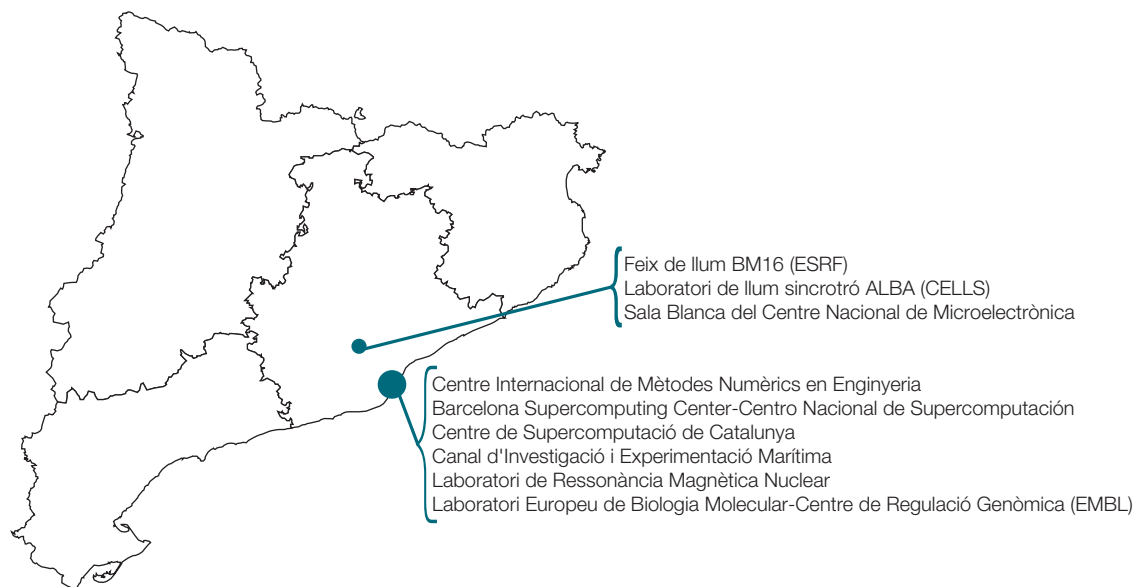 Feix de llum BM16 (ESRF)
Laboratori de llum sincrotró ALBA (CELLS)
Sala Blanca del Centre Nacional de Microelectrònica
Centre Internacional de Mètodes Numèrics en Enginyeria
Barcelona Supercomputing Center-Centro Nacional de Supercomputación
Centre de Supercomputació de Catalunya
Canal d'Investigació i Experimentació Marítima
Laboratori de Ressonància Magnètica Nuclear
Laboratori Europeu de Biologia Molecular-Centre de Regulació Genòmica (EMBL)